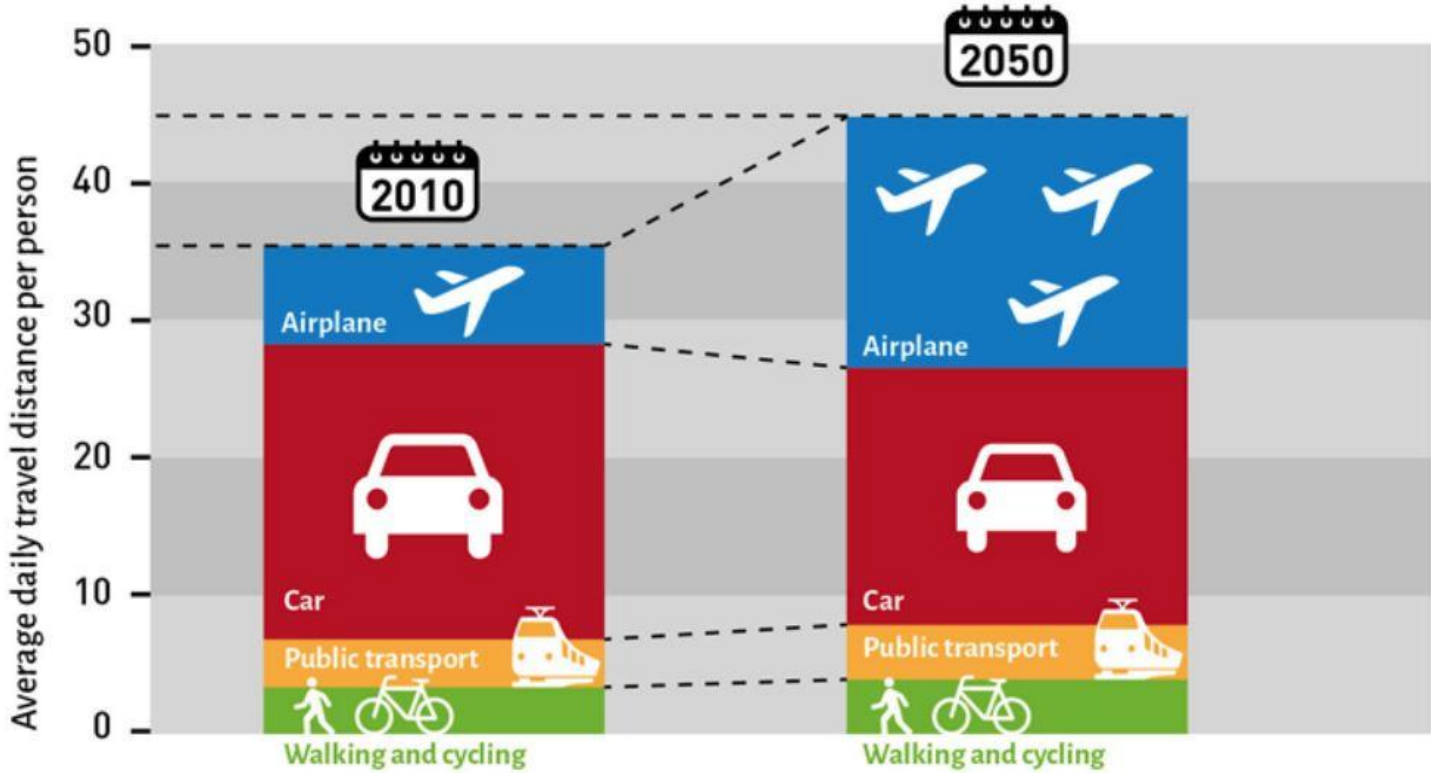 Average daily travel distance per person
50
40
30
20
10
0
2010
Airplane
Car
Public transport
Walking and cycling
2050
Airplane
Car
Public transport
Walking and cycling